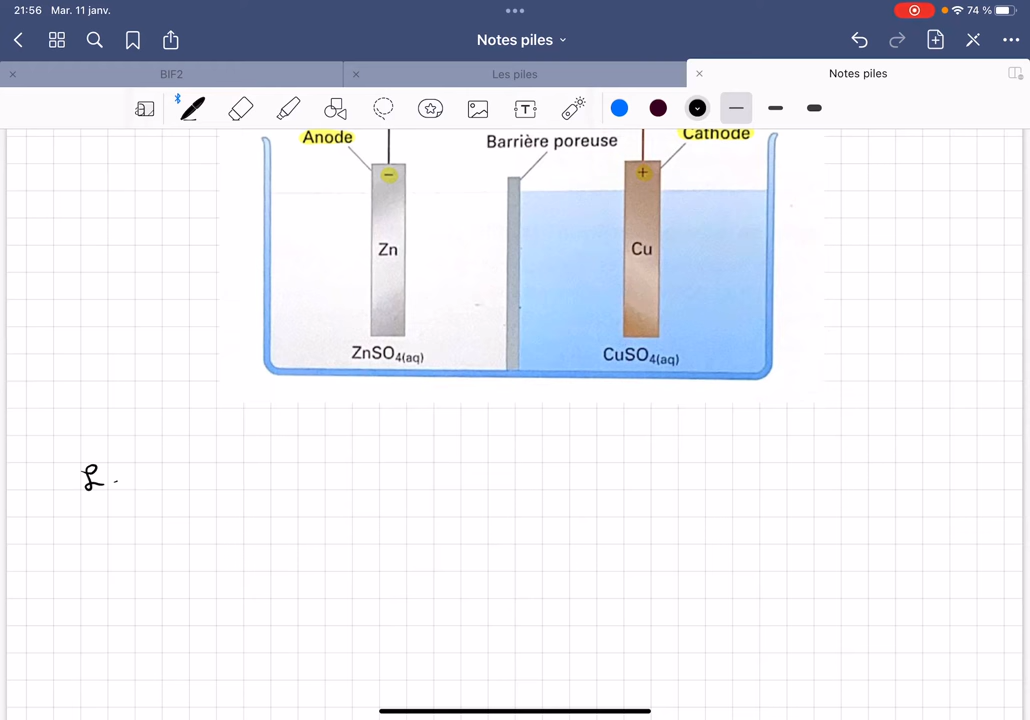 21:56 Mar. 11 janv.
74 %
Notes piles
BIF2
Les piles
Notes piles
T
Anode
Barrière poreuse
Cathode
−
+
Zn
Cu
ZnSO4(aq)
CuSO4(aq)
L